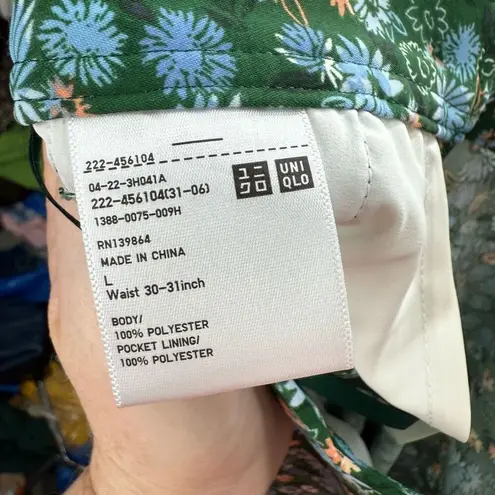 222-456104
04-22-3H041A
222-456104(31-06)
1388-0075-009H
ユニ
クロ
UNI
QLO
RN139864
MADE IN CHINA
L
Waist 30-31inch
BODY/
100% POLYESTER
POCKET LINING/
100% POLYESTER